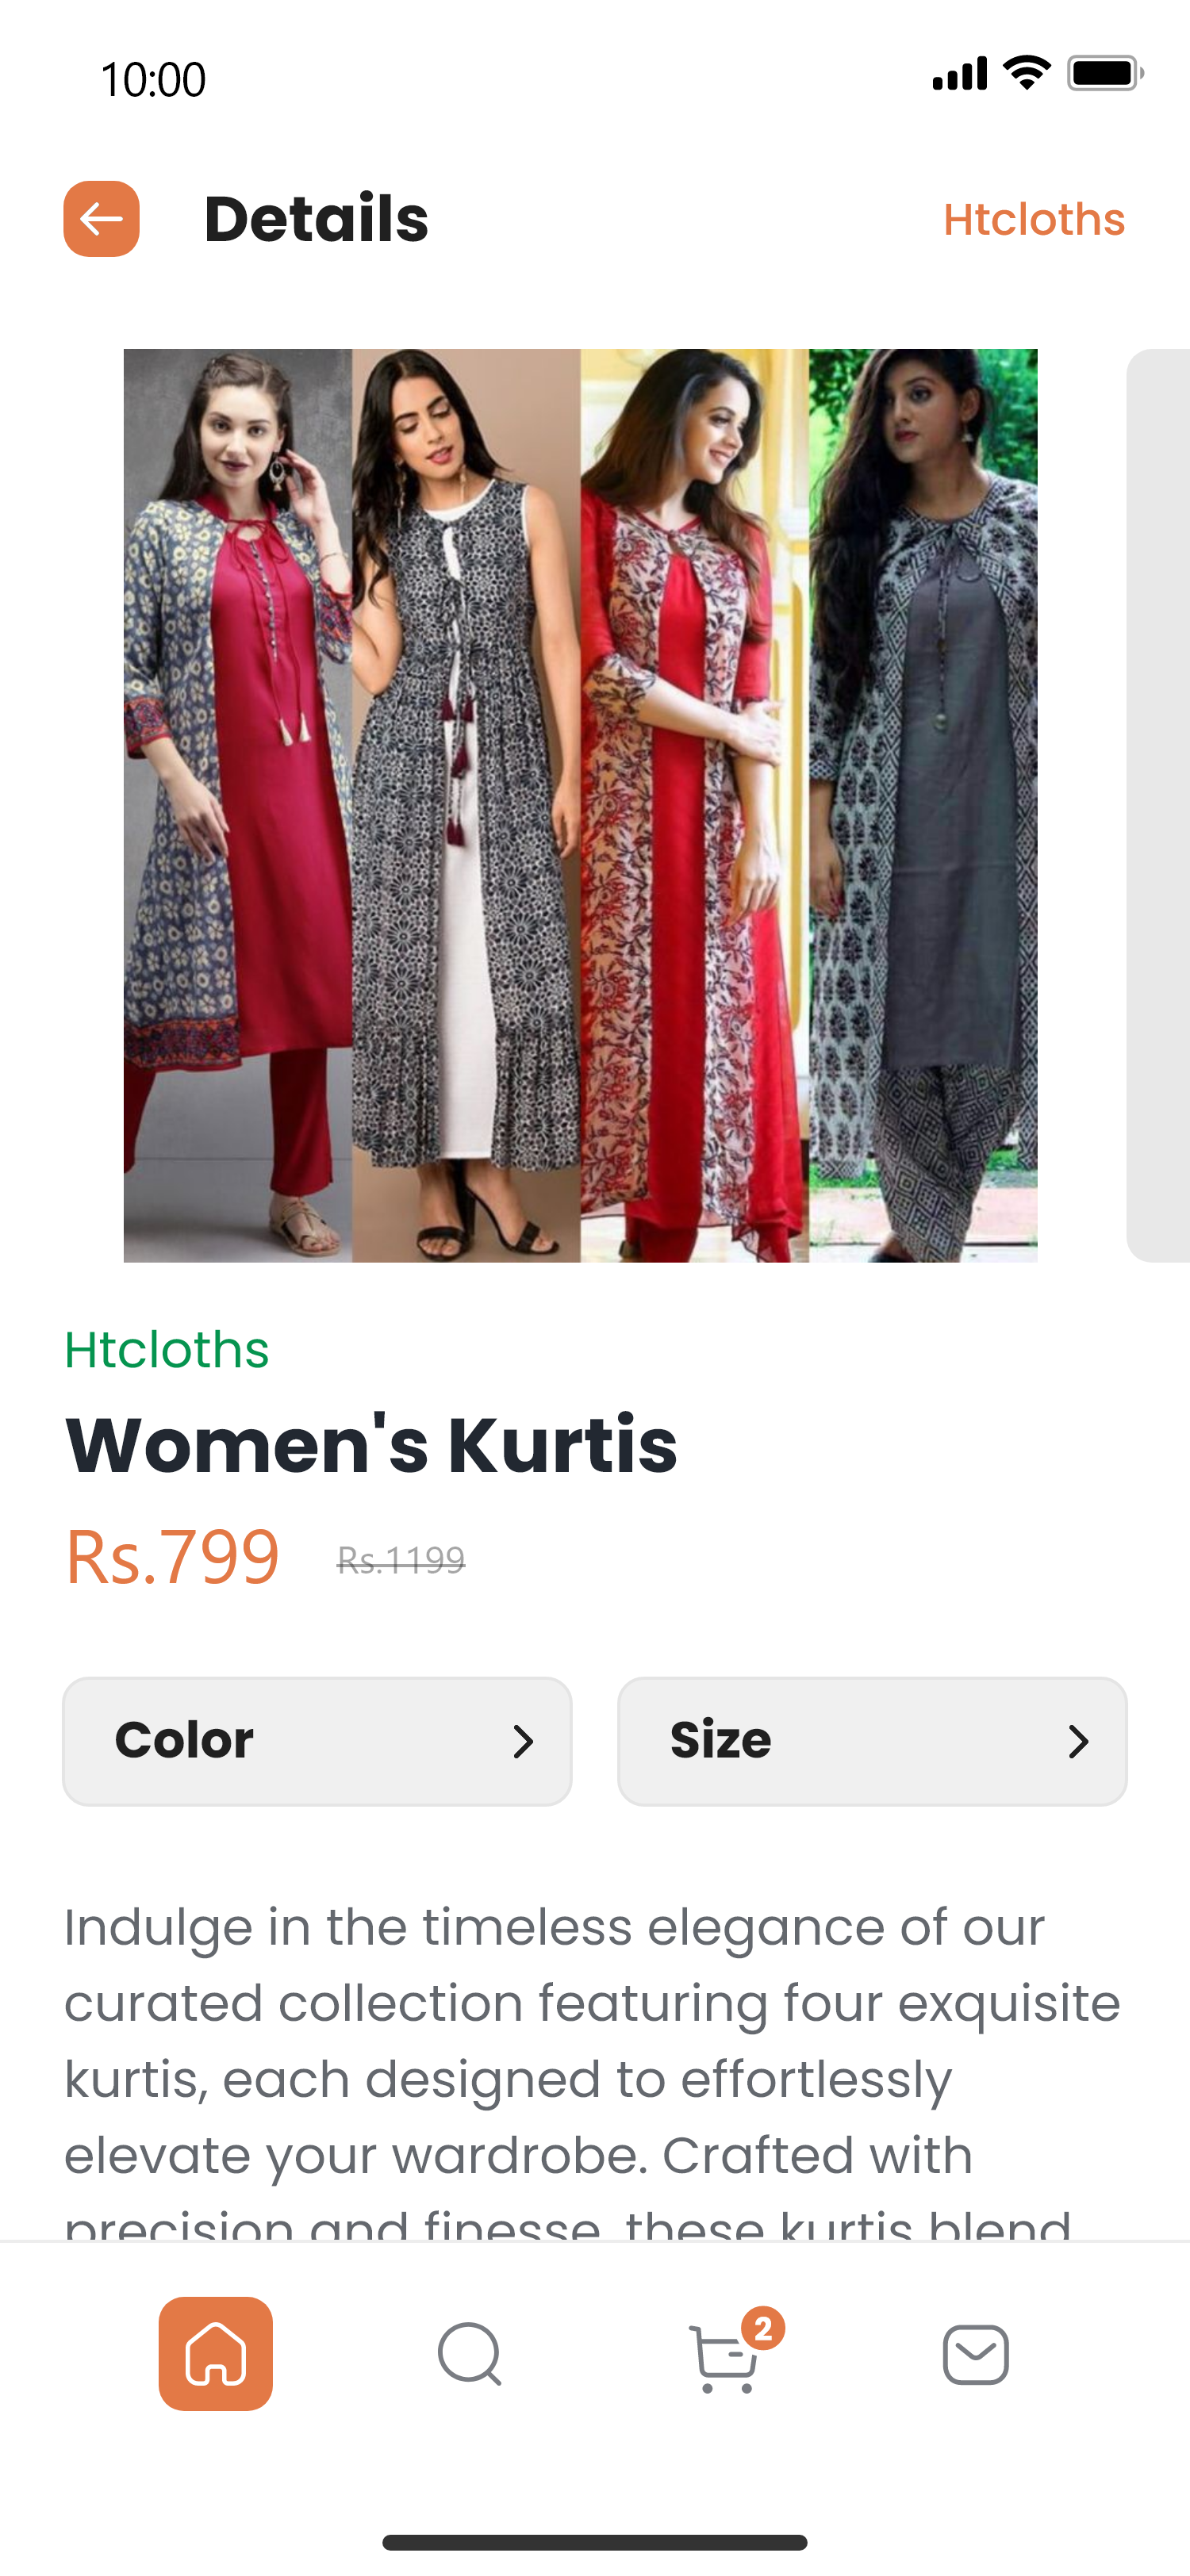 10:00
Details
Htcloths
Htcloths
Women's Kurtis
Rs.799 Rs.1199
Color
Size
Indulge in the timeless elegance of our
curated collection featuring four exquisite
kurtis, each designed to effortlessly
elevate your wardrobe. Crafted with
precision and finesse, these kurtis blend
2